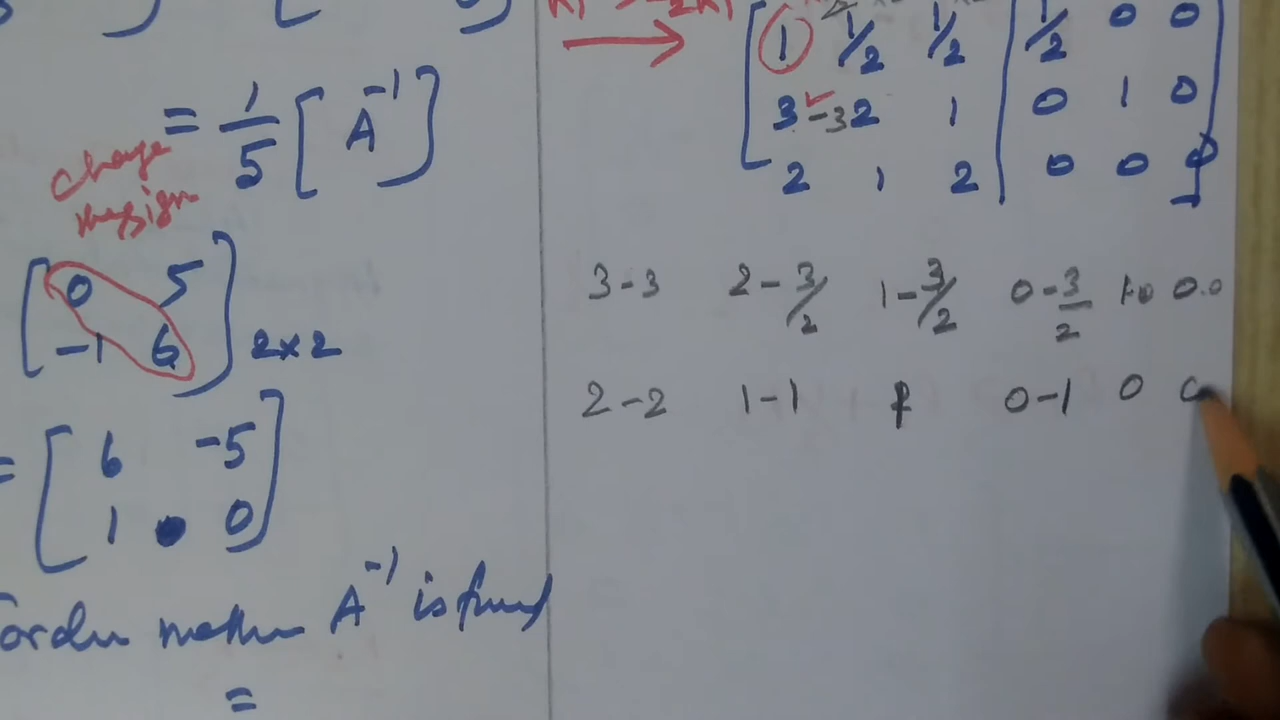 = 1/5 [ A⁻¹ ]
change
the sign
[ 0 5
-1 6 ] 2×2
= [ 6 -5
1 0 ]
order A⁻¹ is found
=
[ 1 1/2 1/2 | 1/2 0 0
3 -3 2 1 | 0 1 0
2 1 2 | 0 0 ]
3-3 2-3/2 1-3/2 0-3/2 1-0 0-0
2-2 1-1 0-1 0